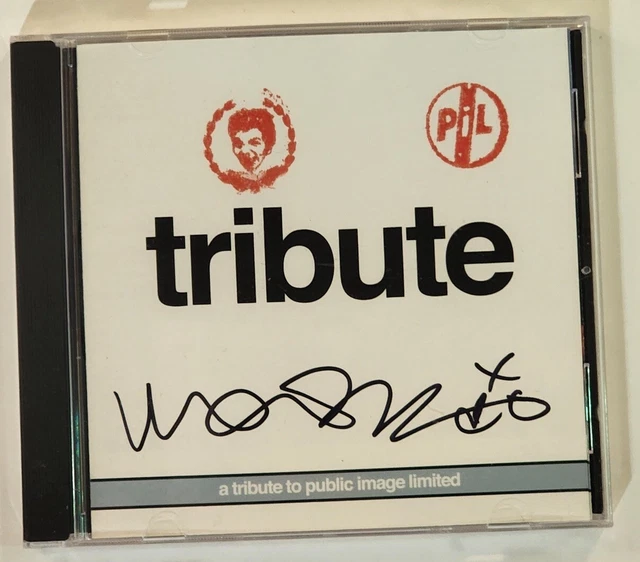 PiL
tribute
a tribute to public image limited